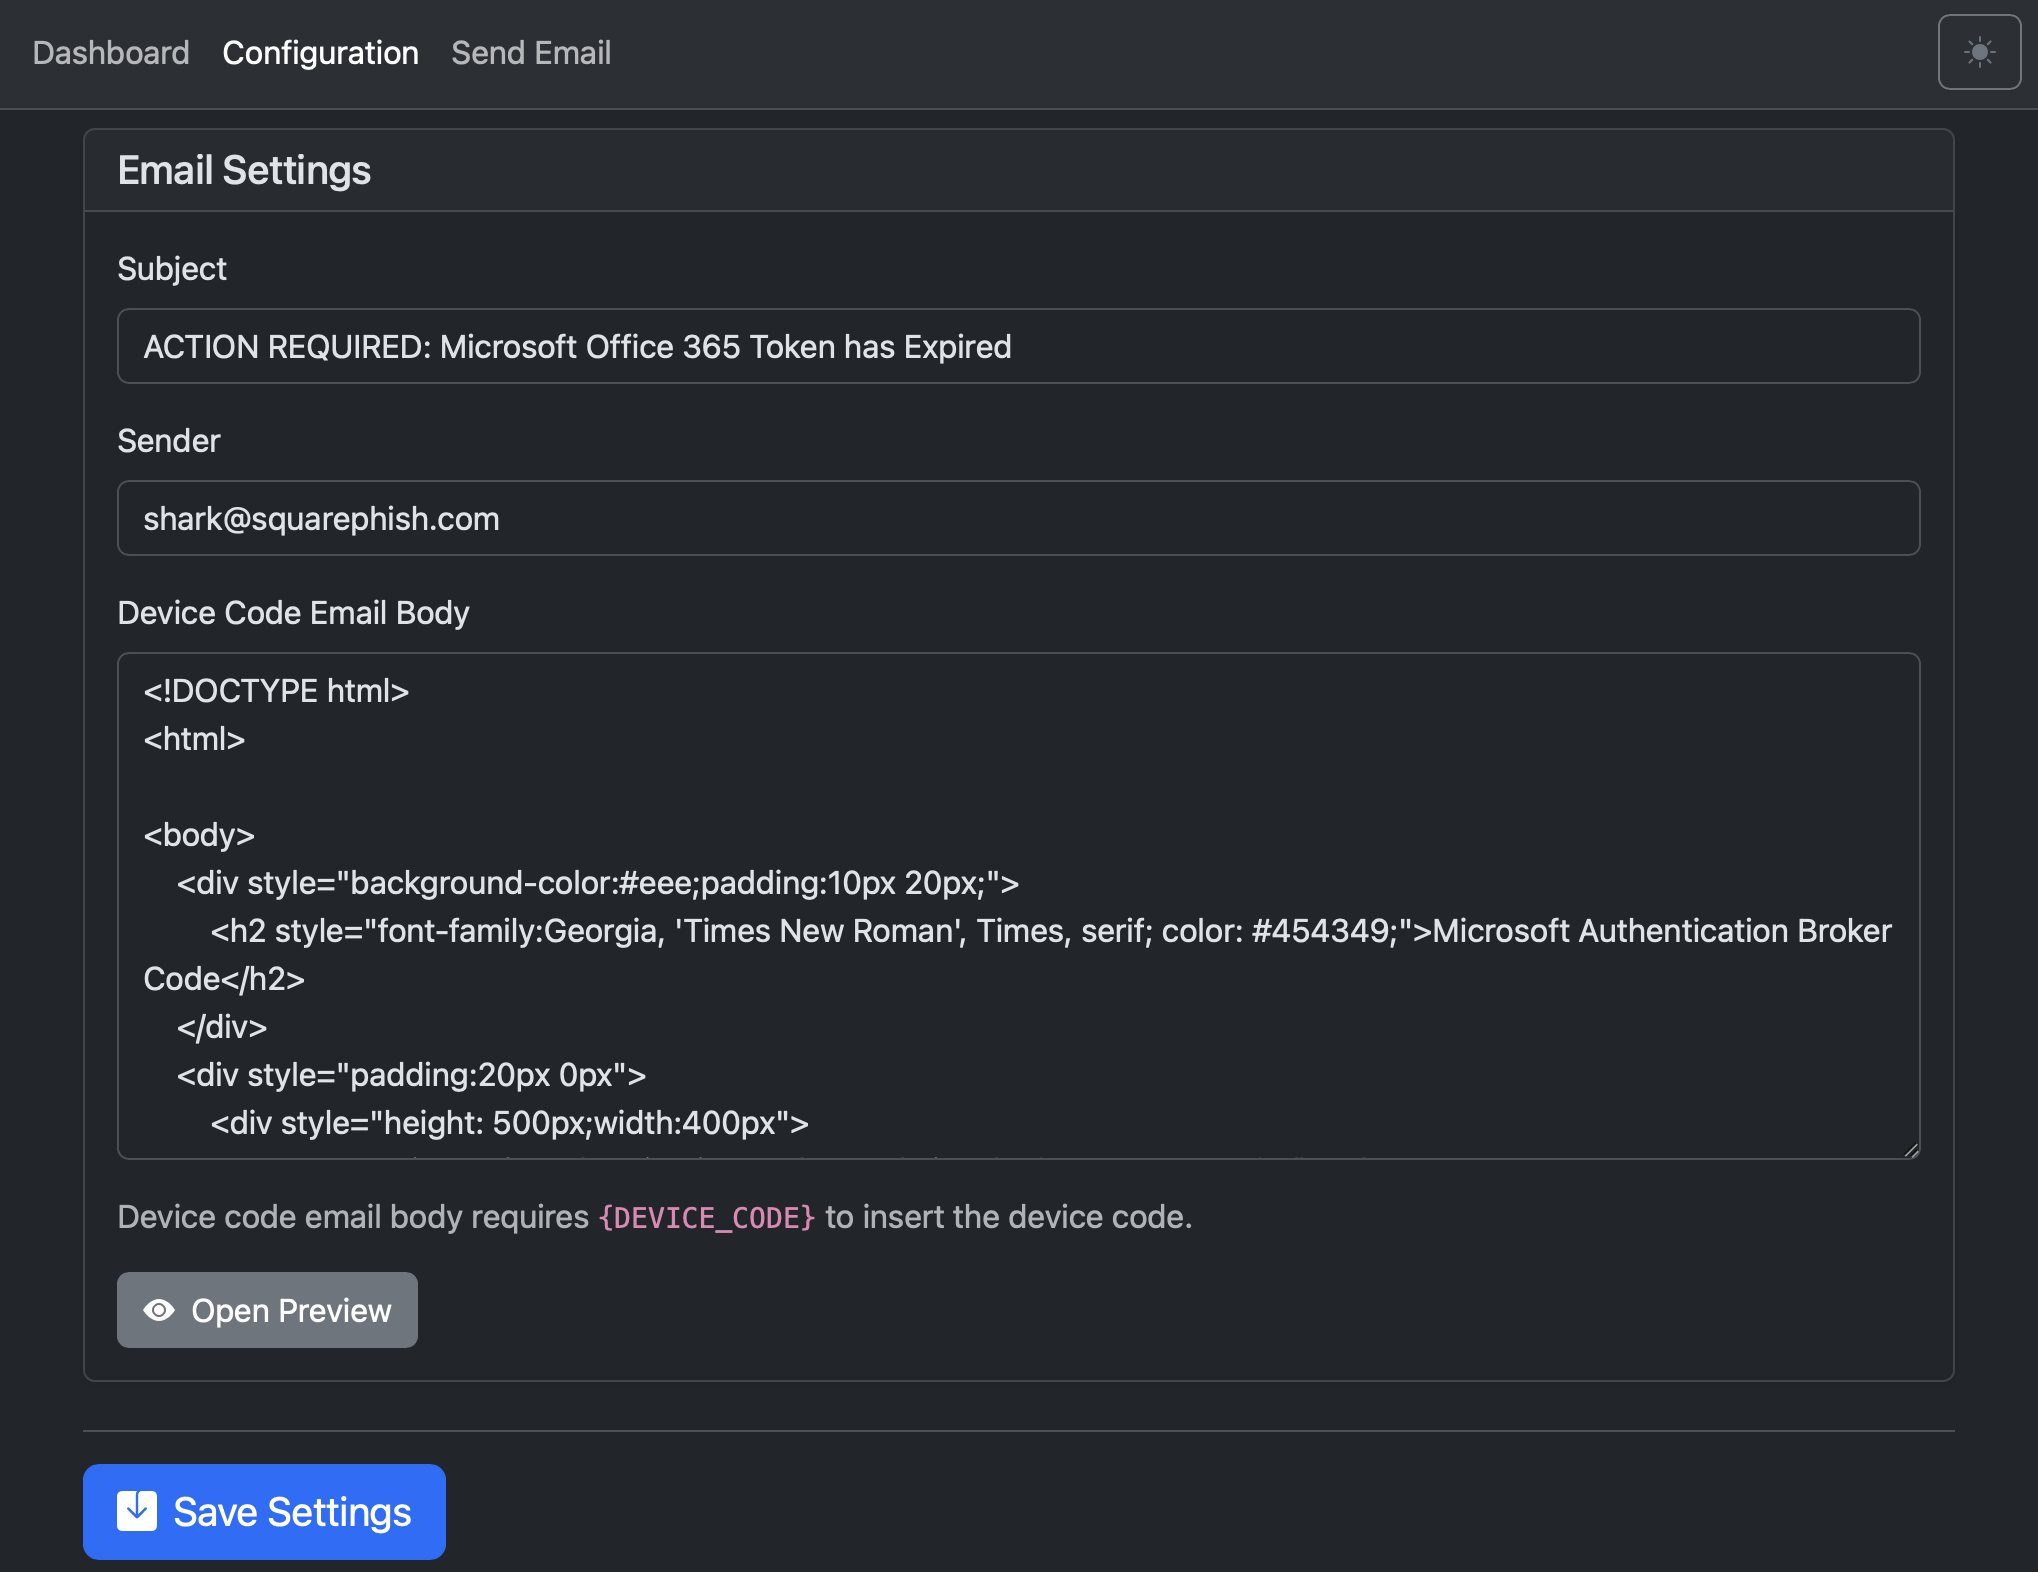 Dashboard Configuration Send Email
Email Settings
Subject
ACTION REQUIRED: Microsoft Office 365 Token has Expired
Sender
shark@squarephish.com
Device Code Email Body
<!DOCTYPE html>
<html>
<body>
<div style="background-color:#eee;padding:10px 20px;">
<h2 style="font-family:Georgia, 'Times New Roman', Times, serif; color: #454349;">Microsoft Authentication Broker
Code</h2>
</div>
<div style="padding:20px 0px">
<div style="height: 500px;width:400px">
Device code email body requires {DEVICE_CODE} to insert the device code.
Open Preview
Save Settings